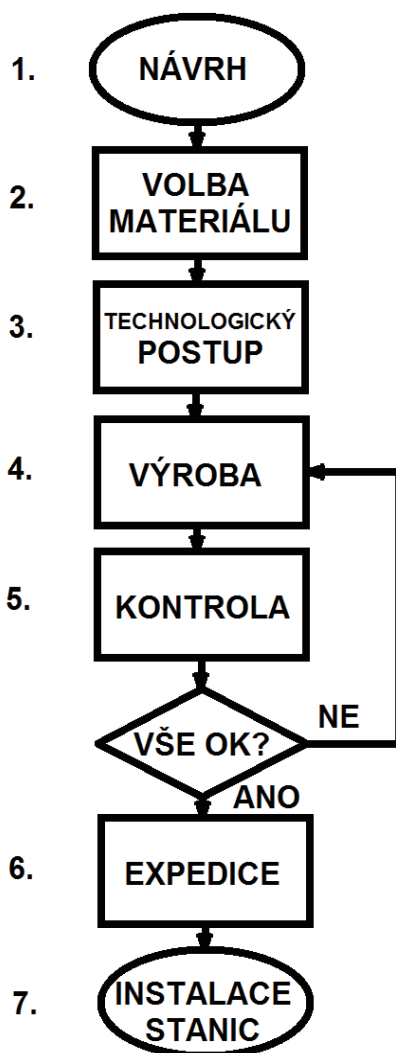 1. NÁVRH
2. VOLBA
MATERIÁLU
3. TECHNOLOGICKÝ
POSTUP
4. VÝROBA
5. KONTROLA
VŠE OK? NE
ANO
6. EXPEDICE
7. INSTALACE
STANIC